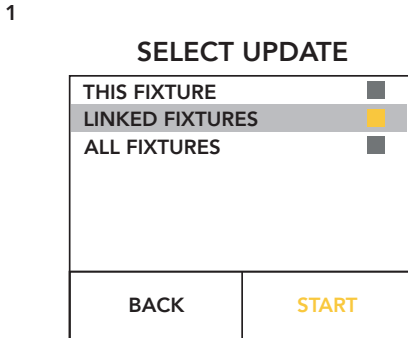 1
SELECT UPDATE
THIS FIXTURE
LINKED FIXTURES
ALL FIXTURES
BACK START